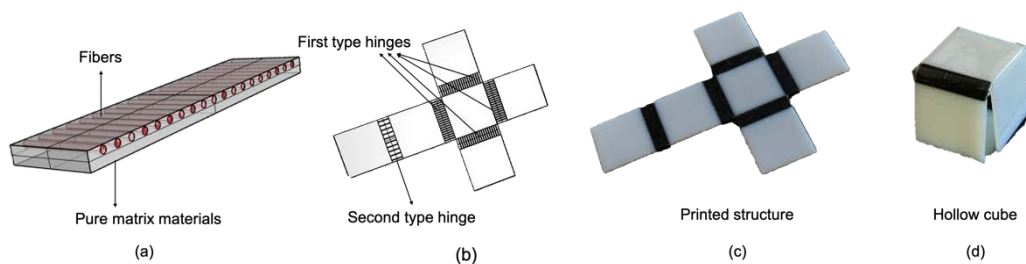 Fibers
Pure matrix materials
(a)
First type hinges
Second type hinge
(b)
Printed structure
(c)
Hollow cube
(d)